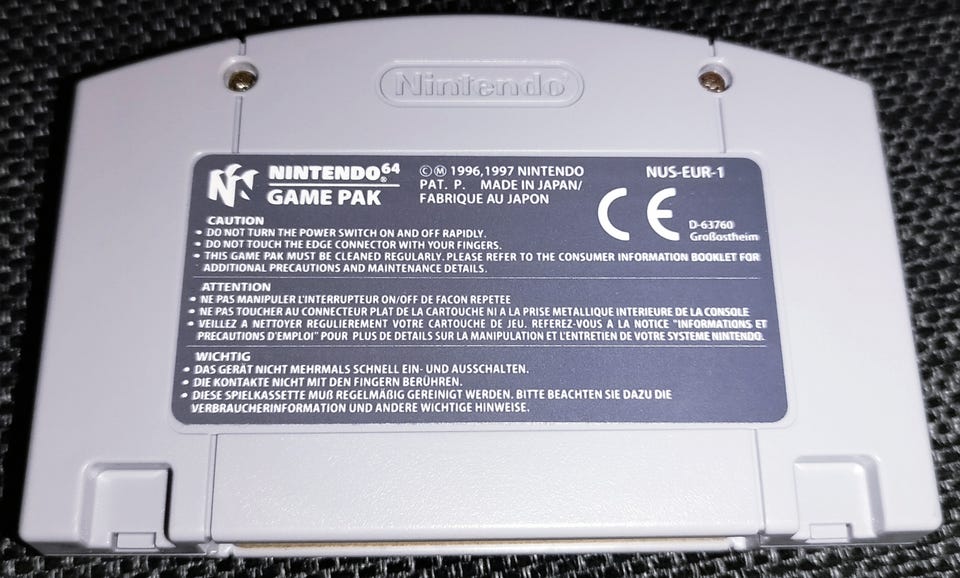 Nintendo
NINTENDO 64
GAME PAK
©Ⓜ 1996,1997 NINTENDO
PAT. P. MADE IN JAPAN/
FABRIQUE AU JAPON
NUS-EUR-1
CE
D-63760
Großostheim
CAUTION
• DO NOT TURN THE POWER SWITCH ON AND OFF RAPIDLY.
• DO NOT TOUCH THE EDGE CONNECTOR WITH YOUR FINGERS.
• THIS GAME PAK MUST BE CLEANED REGULARLY. PLEASE REFER TO THE CONSUMER INFORMATION BOOKLET FOR
ADDITIONAL PRECAUTIONS AND MAINTENANCE DETAILS.
ATTENTION
• NE PAS MANIPULER L'INTERRUPTEUR ON/OFF DE FACON REPETEE
• NE PAS TOUCHER AU CONNECTEUR PLAT DE LA CARTOUCHE NI A LA PRISE METALLIQUE INTERIEURE DE LA CONSOLE
• VEILLEZ A NETTOYER REGULIEREMENT VOTRE CARTOUCHE DE JEU. REFEREZ-VOUS A LA NOTICE "INFORMATIONS ET
PRECAUTIONS D'EMPLOI" POUR PLUS DE DETAILS SUR LA MANIPULATION ET L'ENTRETIEN DE VOTRE SYSTEME NINTENDO.
WICHTIG
• DAS GERÄT NICHT MEHRMALS SCHNELL EIN- UND AUSSCHALTEN.
• DIE KONTAKTE NICHT MIT DEN FINGERN BERÜHREN.
• DIESE SPIELKASSETTE MUß REGELMÄßIG GEREINIGT WERDEN. BITTE BEACHTEN SIE DAZU DIE
VERBRAUCHERINFORMATION UND ANDERE WICHTIGE HINWEISE.